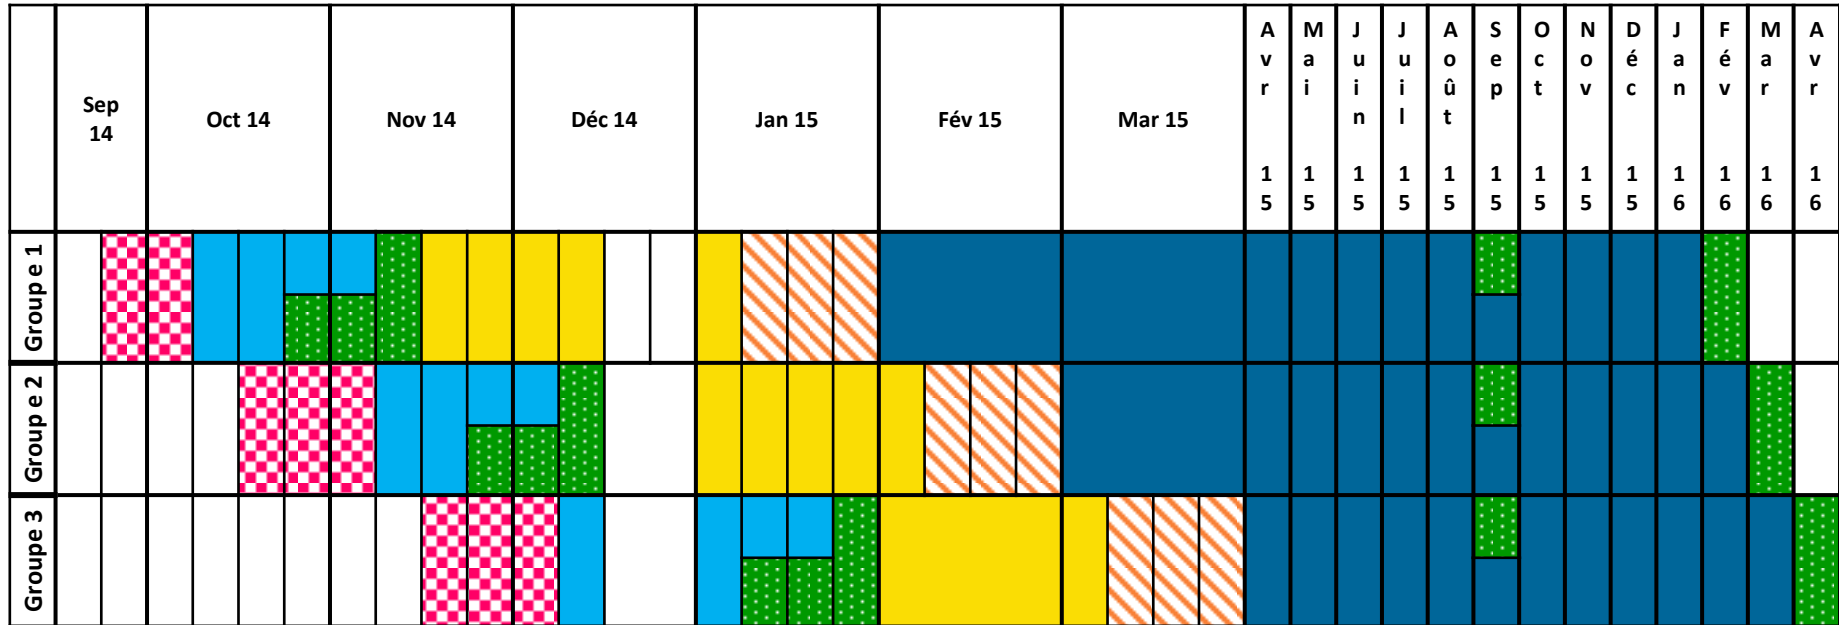 Sep
14
Oct 14
Nov 14
Déc 14
Jan 15
Fév 15
Mar 15
Avr 15
Mai 15
Juin 15
Juil 15
Août 15
Sep 15
Oct 15
Nov 15
Déc 15
Jan 16
Fév 16
Mar 16
Avr 16
Group e 1
Group e 2
Groupe 3